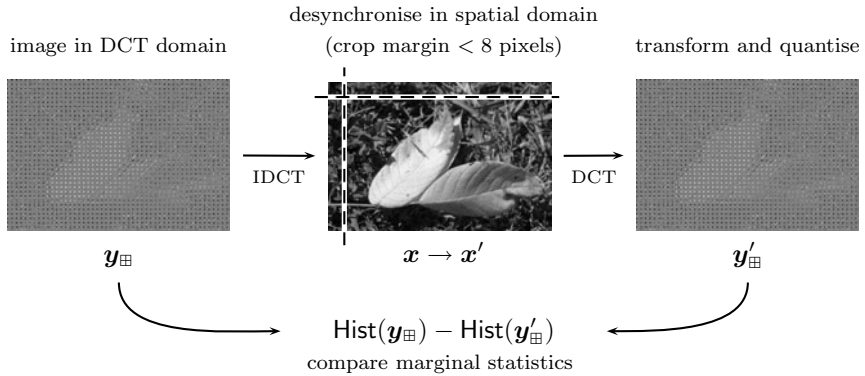 image in DCT domain
desynchronise in spatial domain
(crop margin < 8 pixels)
transform and quantise
IDCT
DCT
y⊞
x → x′
y′⊞
Hist(y⊞) − Hist(y′⊞)
compare marginal statistics